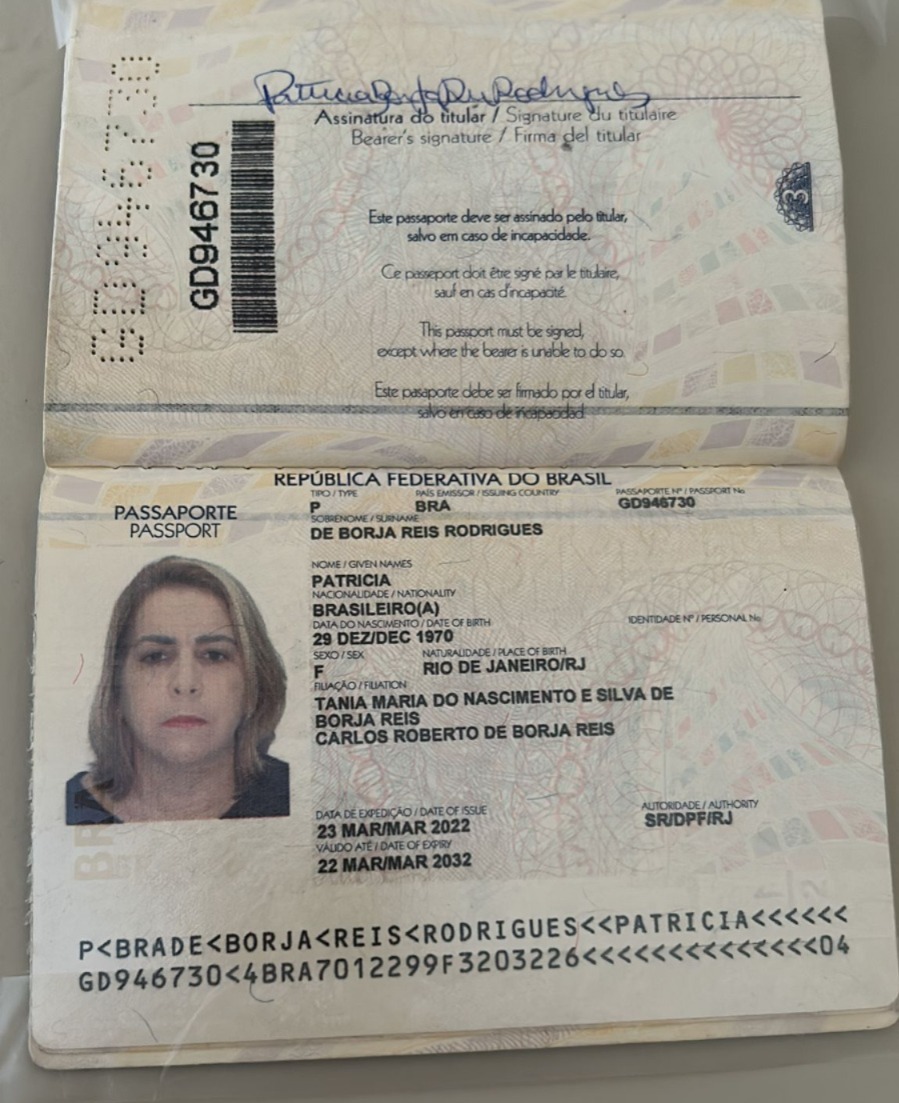 GD946730
GD946730
Assinatura do titular / Signature du titulaire
Bearer's signature / Firma del titular
3
Este passaporte deve ser assinado pelo titular,
salvo em caso de incapacidade.
Ce passeport doit être signé par le titulaire,
sauf en cas d'incapacité.
This passport must be signed,
except where the bearer is unable to do so.
Este pasaporte debe ser firmado por el titular,
salvo en caso de incapacidad.
REPÚBLICA FEDERATIVA DO BRASIL
PASSAPORTE
PASSPORT
TIPO / TYPE PAÍS EMISSOR / ISSUING COUNTRY PASSAPORTE Nº / PASSPORT No
P BRA GD946730
SOBRENOME / SURNAME
DE BORJA REIS RODRIGUES
NOME / GIVEN NAMES
PATRICIA
NACIONALIDADE / NATIONALITY
BRASILEIRO(A)
DATA DO NASCIMENTO / DATE OF BIRTH IDENTIDADE Nº / PERSONAL No
29 DEZ/DEC 1970
SEXO / SEX NATURALIDADE / PLACE OF BIRTH
F RIO DE JANEIRO/RJ
FILIAÇÃO / FILIATION
TANIA MARIA DO NASCIMENTO E SILVA DE
BORJA REIS
CARLOS ROBERTO DE BORJA REIS
DATA DE EXPEDIÇÃO / DATE OF ISSUE AUTORIDADE / AUTHORITY
23 MAR/MAR 2022 SR/DPF/RJ
VÁLIDO ATÉ / DATE OF EXPIRY
22 MAR/MAR 2032
P<BRADE<BORJA<REIS<RODRIGUES<<PATRICIA<<<<<<
GD946730<4BRA7012299F3203226<<<<<<<<<<<<<<04